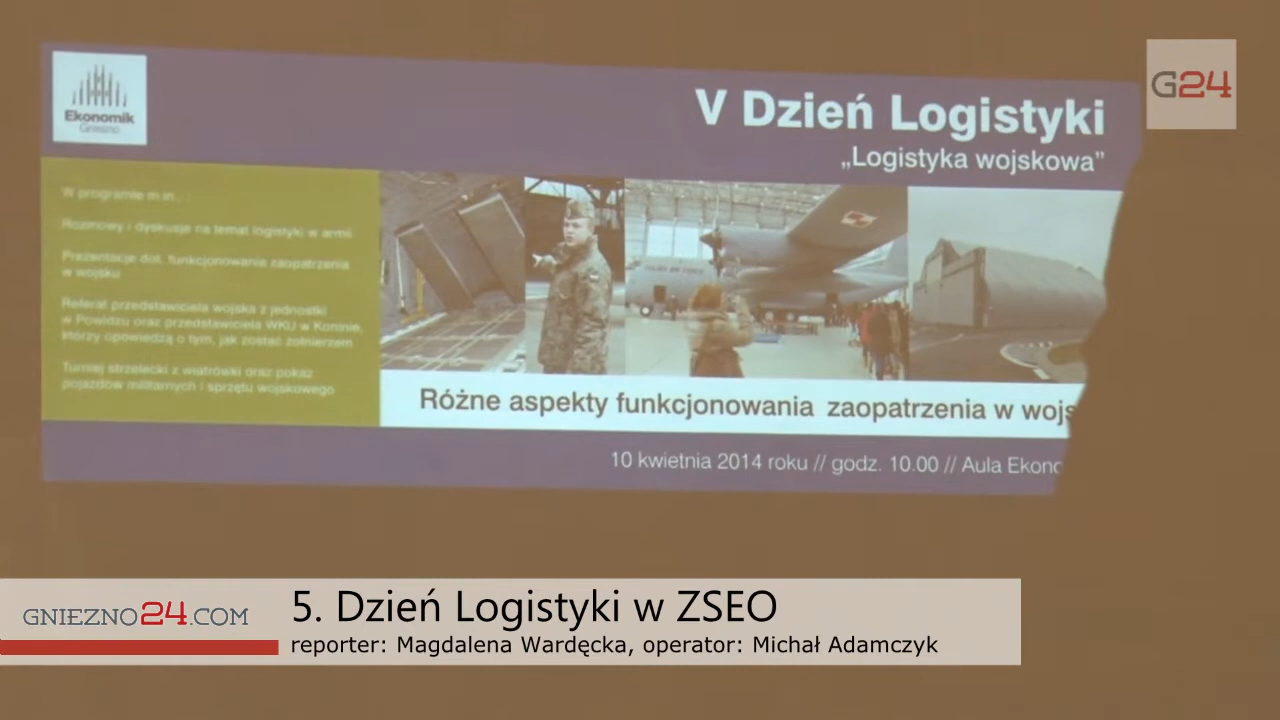 Ekonomik
Gniezno
G24
V Dzień Logistyki
„Logistyka wojskowa”
W programie m.in.:
Rozmowy i dyskusje na temat logistyki w armii
Prezentacje dot. funkcjonowania zaopatrzenia
w wojsku
Referat przedstawiciela wojska z jednostki
w Powidzu oraz przedstawiciela WKU w Koninie,
którzy opowiedzą o tym, jak zostać żołnierzem
Turniej strzelecki z wiatrówki oraz pokaz
pojazdów militarnych i sprzętu wojskowego
Różne aspekty funkcjonowania zaopatrzenia w wojs
10 kwietnia 2014 roku // godz. 10.00 // Aula Ekono
GNIEZNO24.COM
5. Dzień Logistyki w ZSEO
reporter: Magdalena Wardęcka, operator: Michał Adamczyk